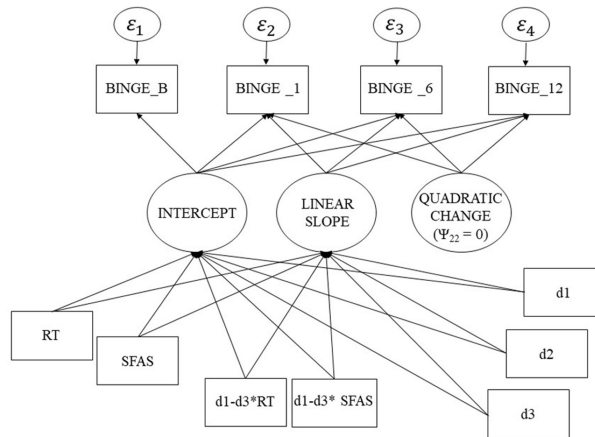 ε1 ε2 ε3 ε4
BINGE_B BINGE _1 BINGE _6 BINGE_12
INTERCEPT
LINEAR
SLOPE
QUADRATIC
CHANGE
(Ψ22 = 0)
RT
SFAS
d1-d3*RT
d1-d3* SFAS
d1
d2
d3